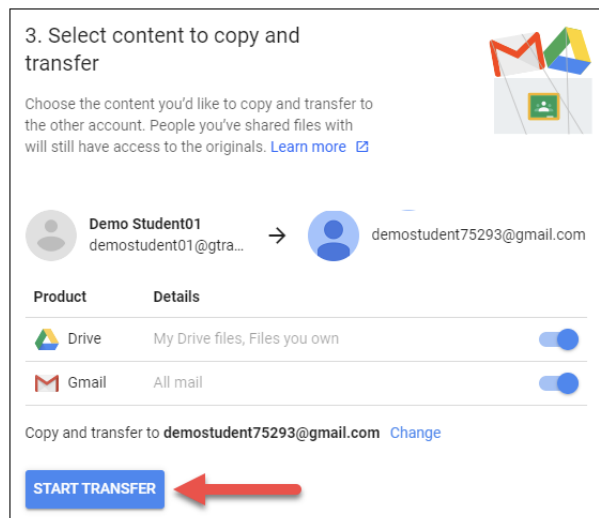 3. Select content to copy and
transfer
Choose the content you'd like to copy and transfer to
the other account. People you've shared files with
will still have access to the originals. Learn more
Demo Student01
demostudent01@gtra...
demostudent75293@gmail.com
Product Details
Drive My Drive files, Files you own
Gmail All mail
Copy and transfer to demostudent75293@gmail.com Change
START TRANSFER